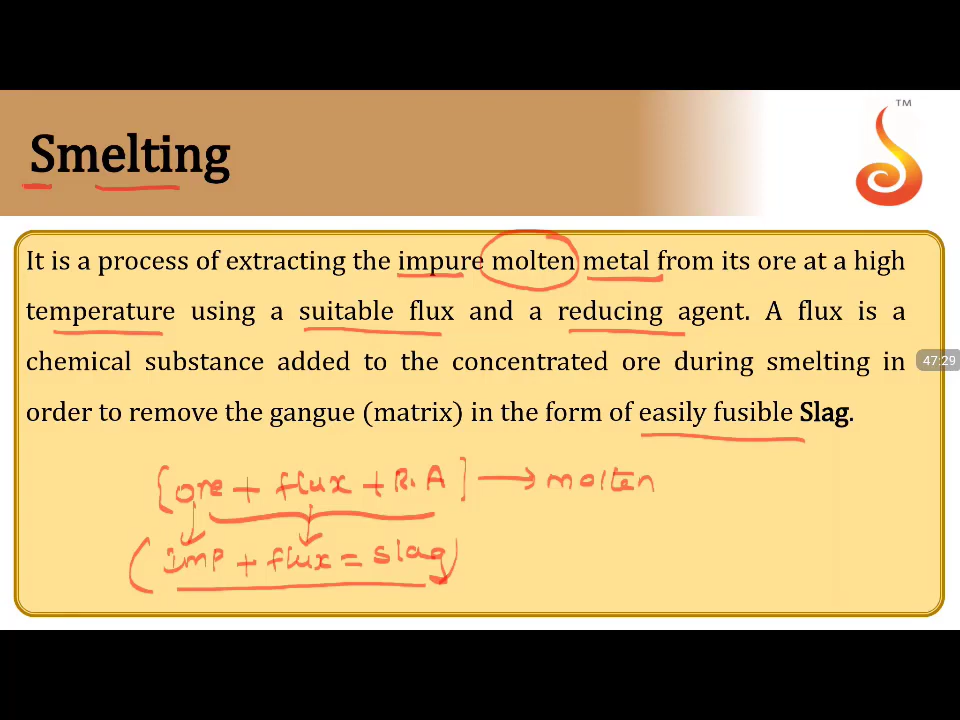 TM
Smelting
It is a process of extracting the impure molten metal from its ore at a high
temperature using a suitable flux and a reducing agent. A flux is a
chemical substance added to the concentrated ore during smelting in
47:29
order to remove the gangue (matrix) in the form of easily fusible Slag.
[ore + flux + R.A] → molten
(Imp + flux = slag)